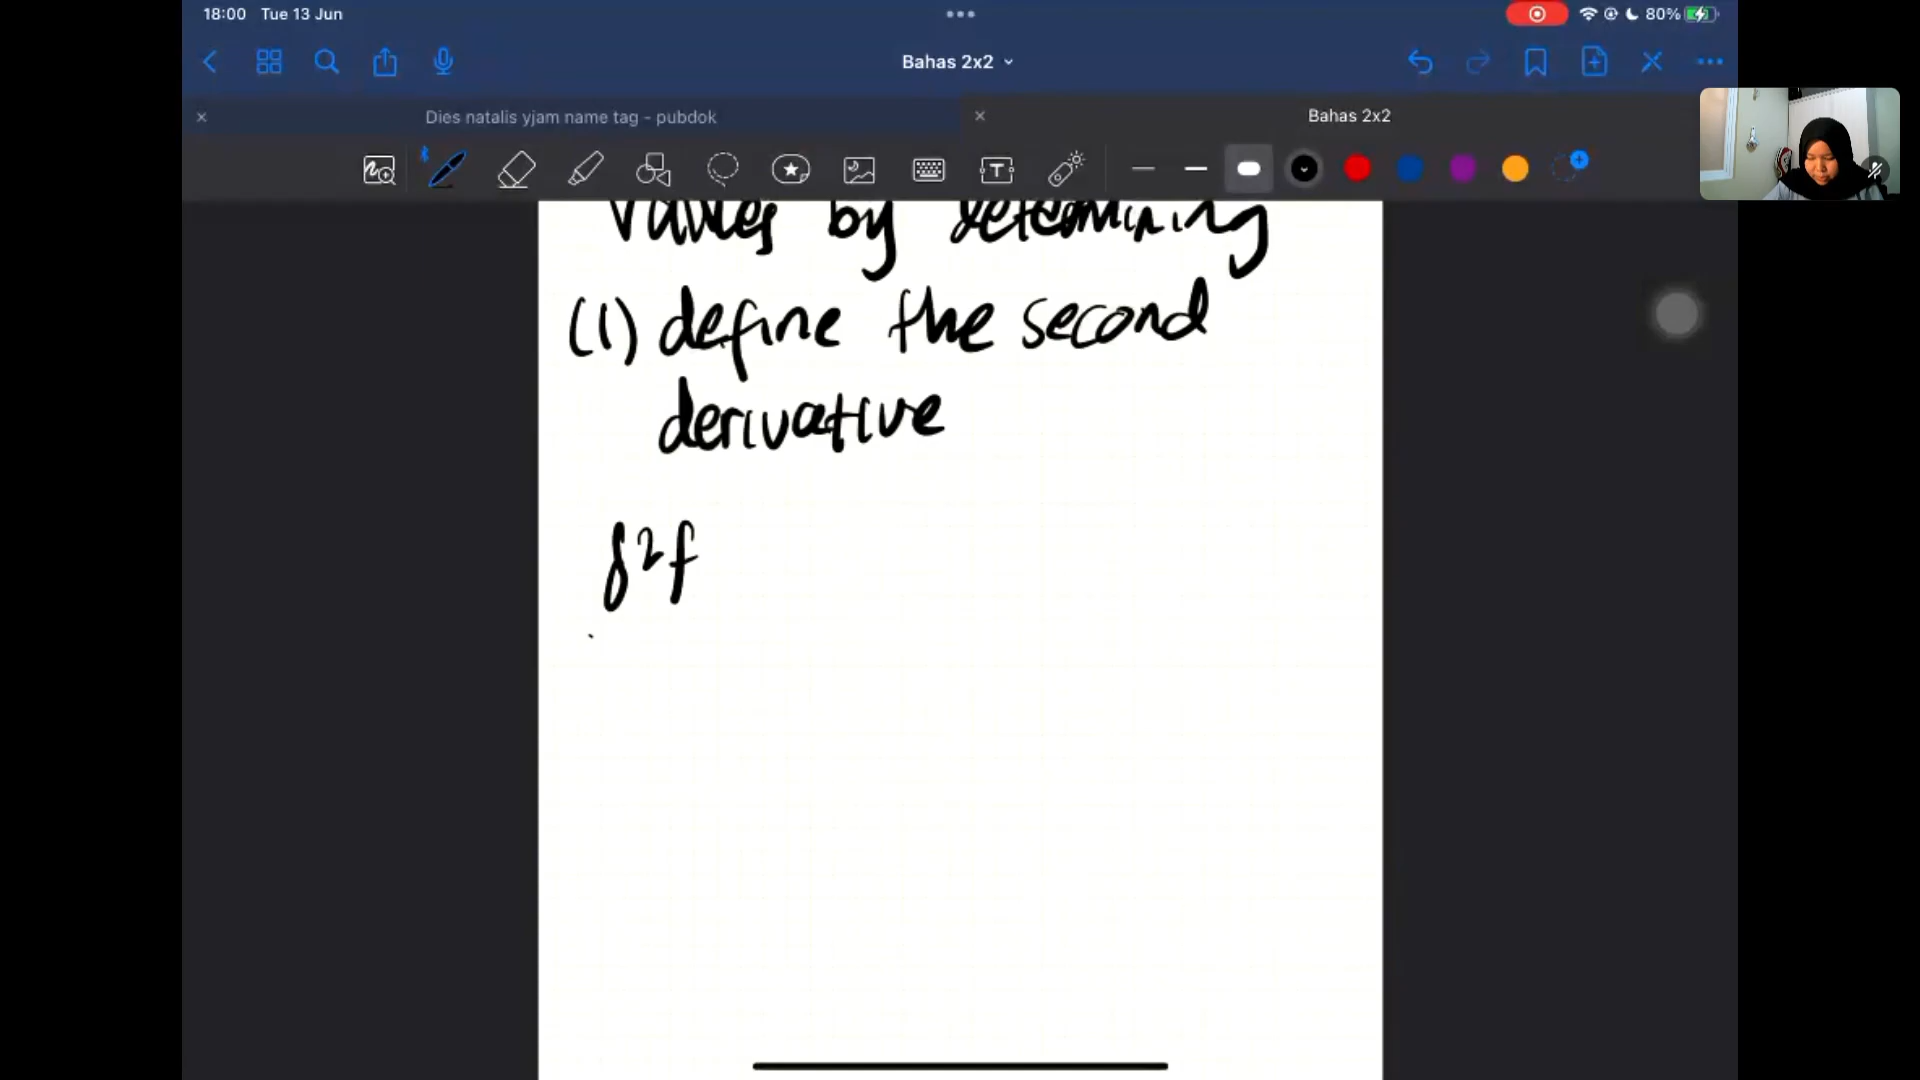 18:00 Tue 13 Jun
80%
Bahas 2x2
Dies natalis yjam name tag - pubdok
Bahas 2x2
values by determining
(1) define the second
derivative
δ²f